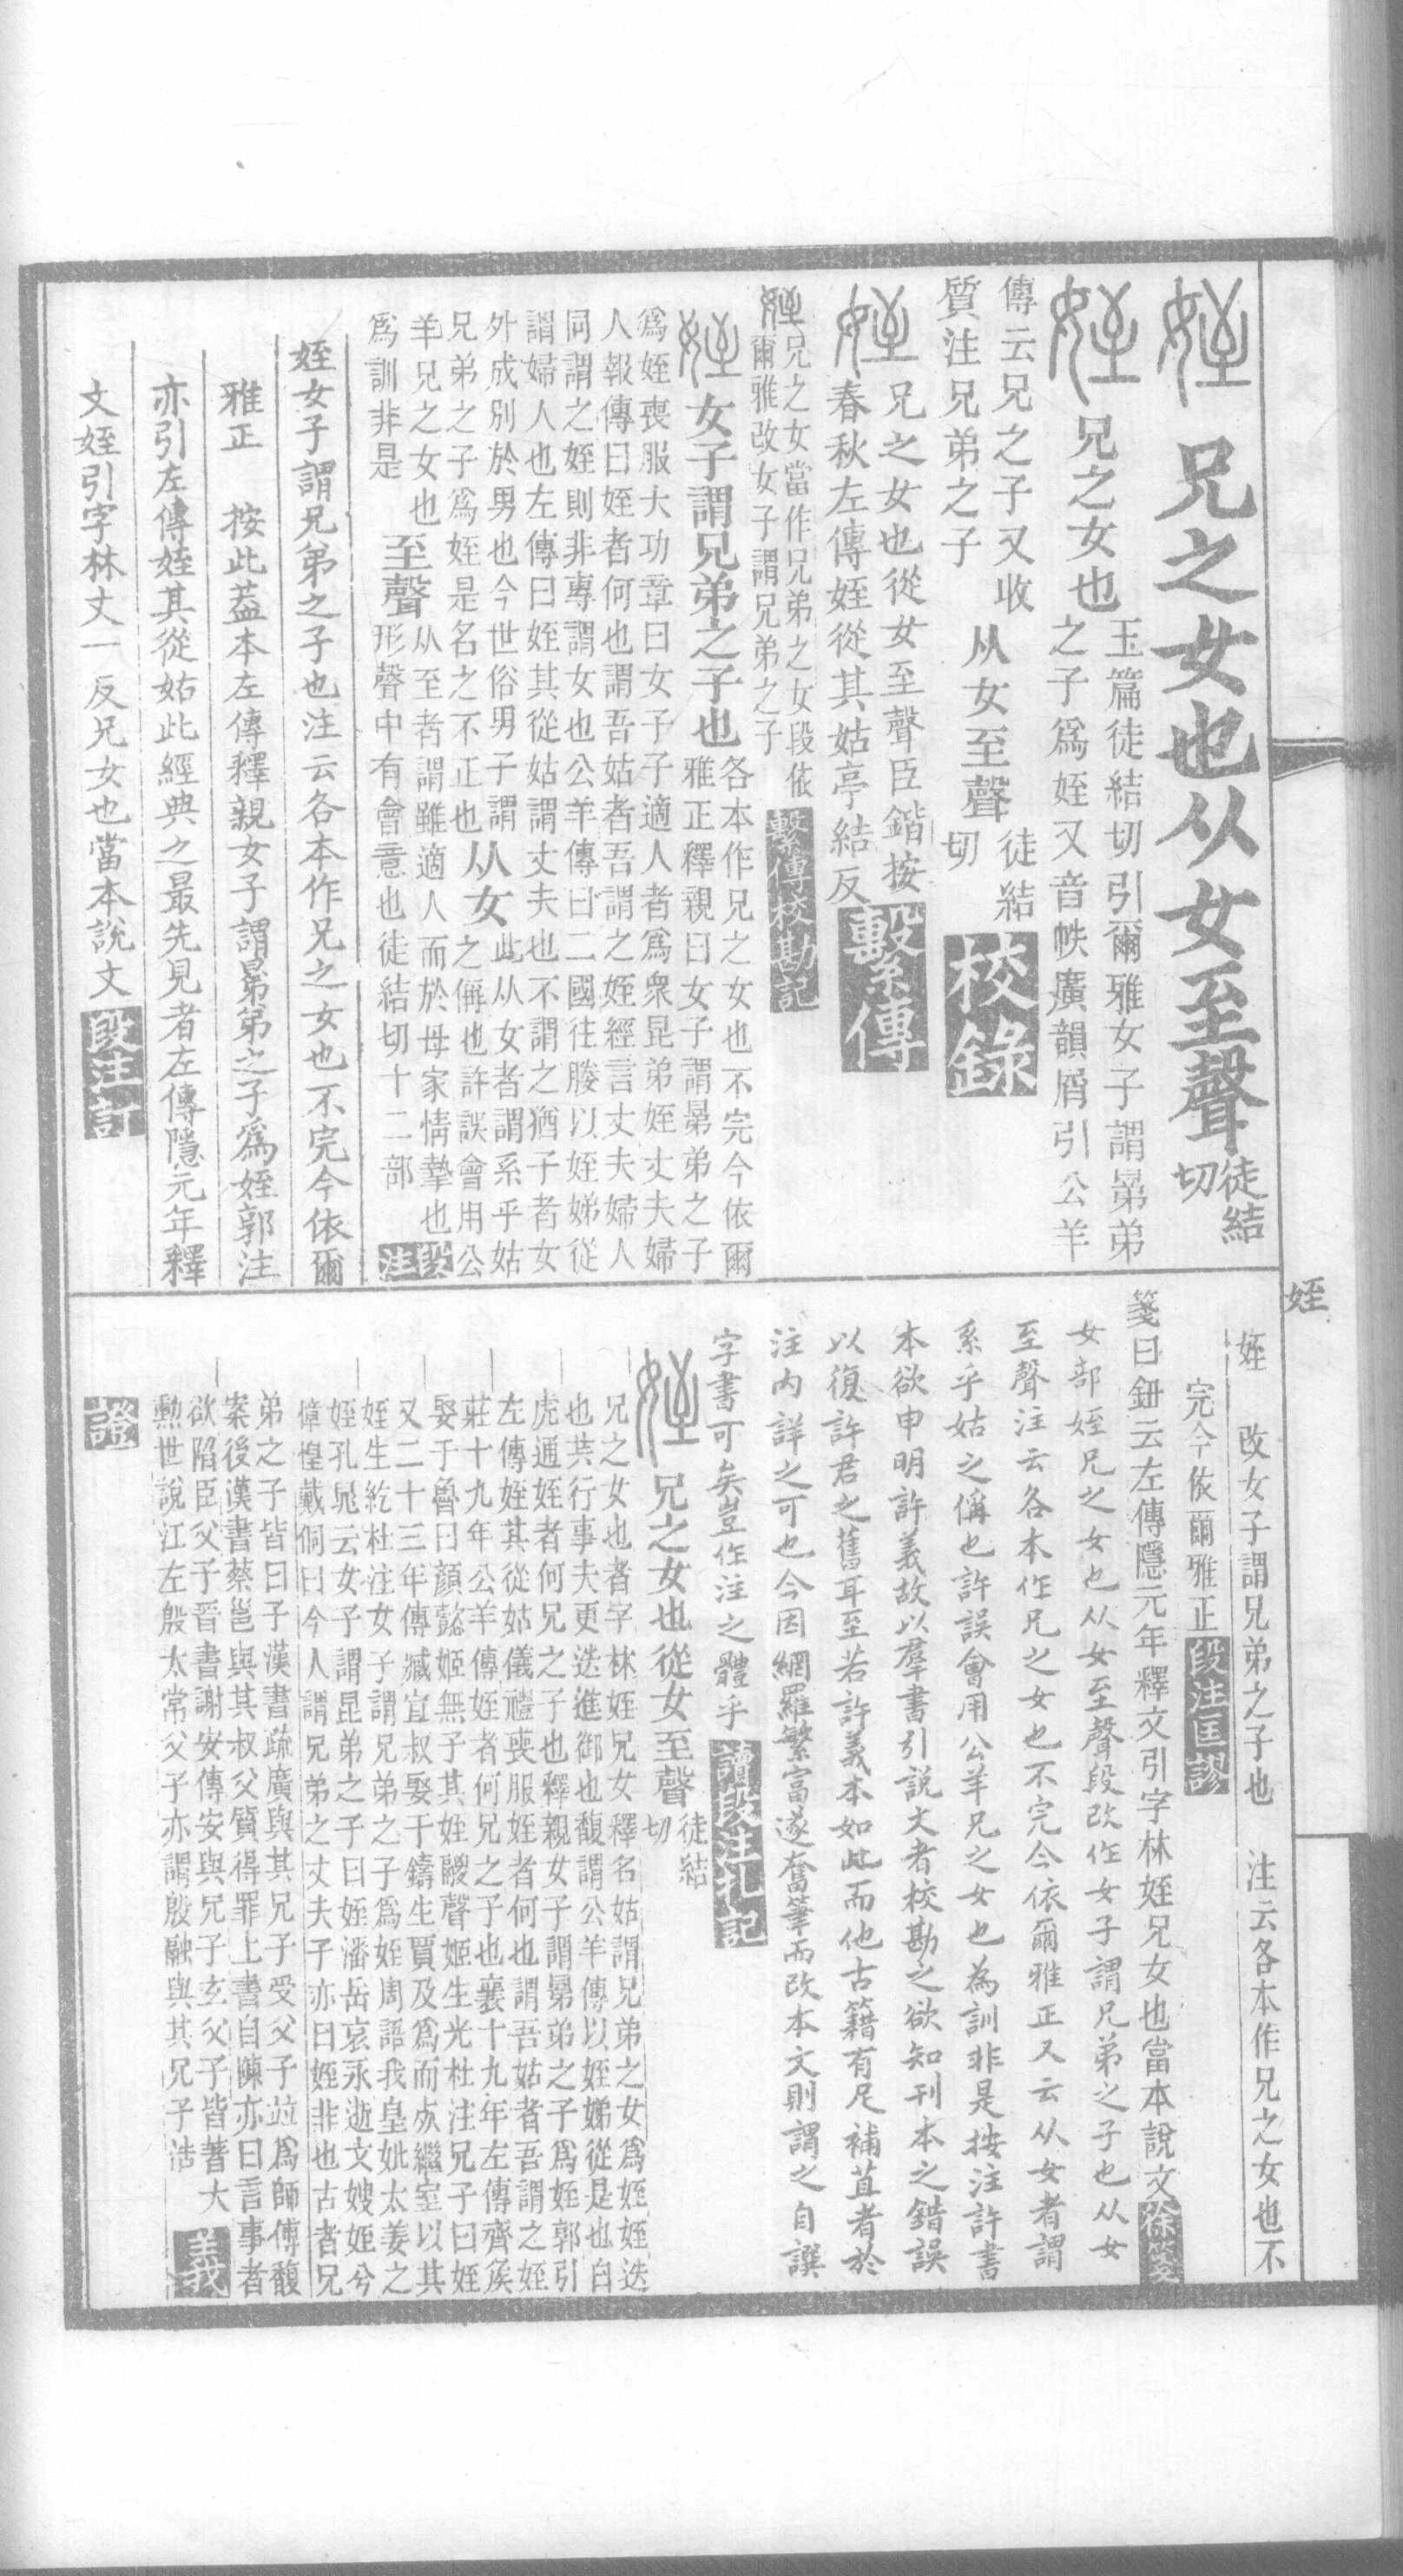 姪 兄之女也从女至聲 徒結切
姪 兄之女也 玉篇徒結切引爾雅女子謂晜弟
之子爲姪又音帙廣韻屑引公羊
傳云兄之子又收
質注兄弟之子 从女至聲 徒結切 校錄
姪 兄之女也從女至聲臣鍇按
春秋左傳姪從其姑亭結反 繫傳
姪 兄之女當作兄弟之女段依
爾雅改女子謂兄弟之子 繫傳校勘記
姪 女子謂兄弟之子也 各本作兄之女也不完今依爾
雅正釋親曰女子謂晜弟之子
爲姪喪服大功章曰女子子適人者爲衆昆弟姪丈夫婦
人報傳曰姪者何也謂吾姑者吾謂之姪經言丈夫婦人
同謂之姪則非專謂女也公羊傳曰二國往媵以姪娣從
謂婦人也左傳曰姪其從姑謂丈夫也不謂之猶子者女
外成別於男也今世俗男子謂
兄弟之子爲姪是名之不正也 从女 此从女者謂系乎姑
之偁也許誤會用公
羊兄之女也
爲訓非是 至聲 从至者謂雖適人而於母家情摯也
形聲中有會意也徒結切十二部 段注
姪女子謂兄弟之子也注云各本作兄之女也不完今依爾
雅正 按此葢本左傳釋親女子謂晜弟之子爲姪郭注
亦引左傳姪其從姑此經典之最先見者左傳隱元年釋
文姪引字林丈一反兄女也當本說文 段注訂
姪
姪 改女子謂兄弟之子也 注云各本作兄之女也不
完今依爾雅正 段注匡謬
箋曰鈕云左傳隱元年釋文引字林姪兄女也當本說文 徐箋
女部姪兄之女也从女至聲段改作女子謂兄弟之子也从女
至聲注云各本作兄之女也不完今依爾雅正又云从女者謂
系乎姑之偁也許誤會用公羊兄之女也為訓非是按注許書
本欲申明許義故以羣書引說文者校勘之欲知刊本之錯誤
以復許君之舊耳至若許義本如此而他古籍有足補苴者於
注内詳之可也今因網羅繁富遂奮筆而改本文則謂之自譔
字書可矣豈作注之體乎 讀段注札記
姪 兄之女也從女至聲 徒結切
兄之女也者字林姪兄女釋名姑謂兄弟之女爲姪姪迭
也共行事夫更迭進御也馥謂公羊傳以姪娣從是也白
虎通姪者何兄之子也釋親女子謂晜弟之子爲姪郭引
左傳姪其從姑儀禮喪服姪者何也謂吾姑者吾謂之姪
莊十九年公羊傳姪者何兄之子也襄十九年左傳齊矦
娶于魯曰顏懿姬無子其姪鬷聲姬生光杜注兄子曰姪
又二十三年傳臧宣叔娶于鑄生賈及爲而死繼室以其
姪生紇杜注女子謂兄弟之子爲姪周語我皇妣太姜之
姪孔晁云女子謂昆弟之子曰姪潘岳哀永逝文嫂姪兮
慞惶戴侗曰今人謂兄弟之丈夫子亦曰姪非也古者兄
弟之子皆曰子漢書疏廣與其兄子受父子竝爲師傅馥
案後漢書蔡邕與其叔父質得罪上書自陳亦曰言事者
欲陷臣父子晉書謝安傳安與兄子玄父子皆著大
勲世說江左殷太常父子亦謂殷融與其兄子浩 義證